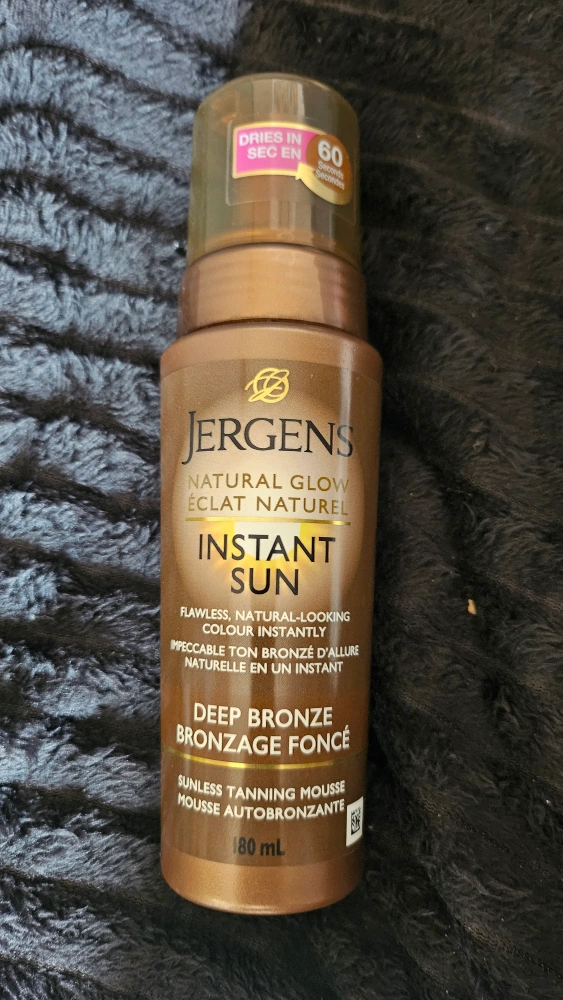 DRIES IN
SEC EN
60
Seconds
Secondes
JERGENS
NATURAL GLOW
ÉCLAT NATUREL
INSTANT
SUN
FLAWLESS, NATURAL-LOOKING
COLOUR INSTANTLY
IMPECCABLE TON BRONZÉ D'ALLURE
NATURELLE EN UN INSTANT
DEEP BRONZE
BRONZAGE FONCÉ
SUNLESS TANNING MOUSSE
MOUSSE AUTOBRONZANTE
180 mL